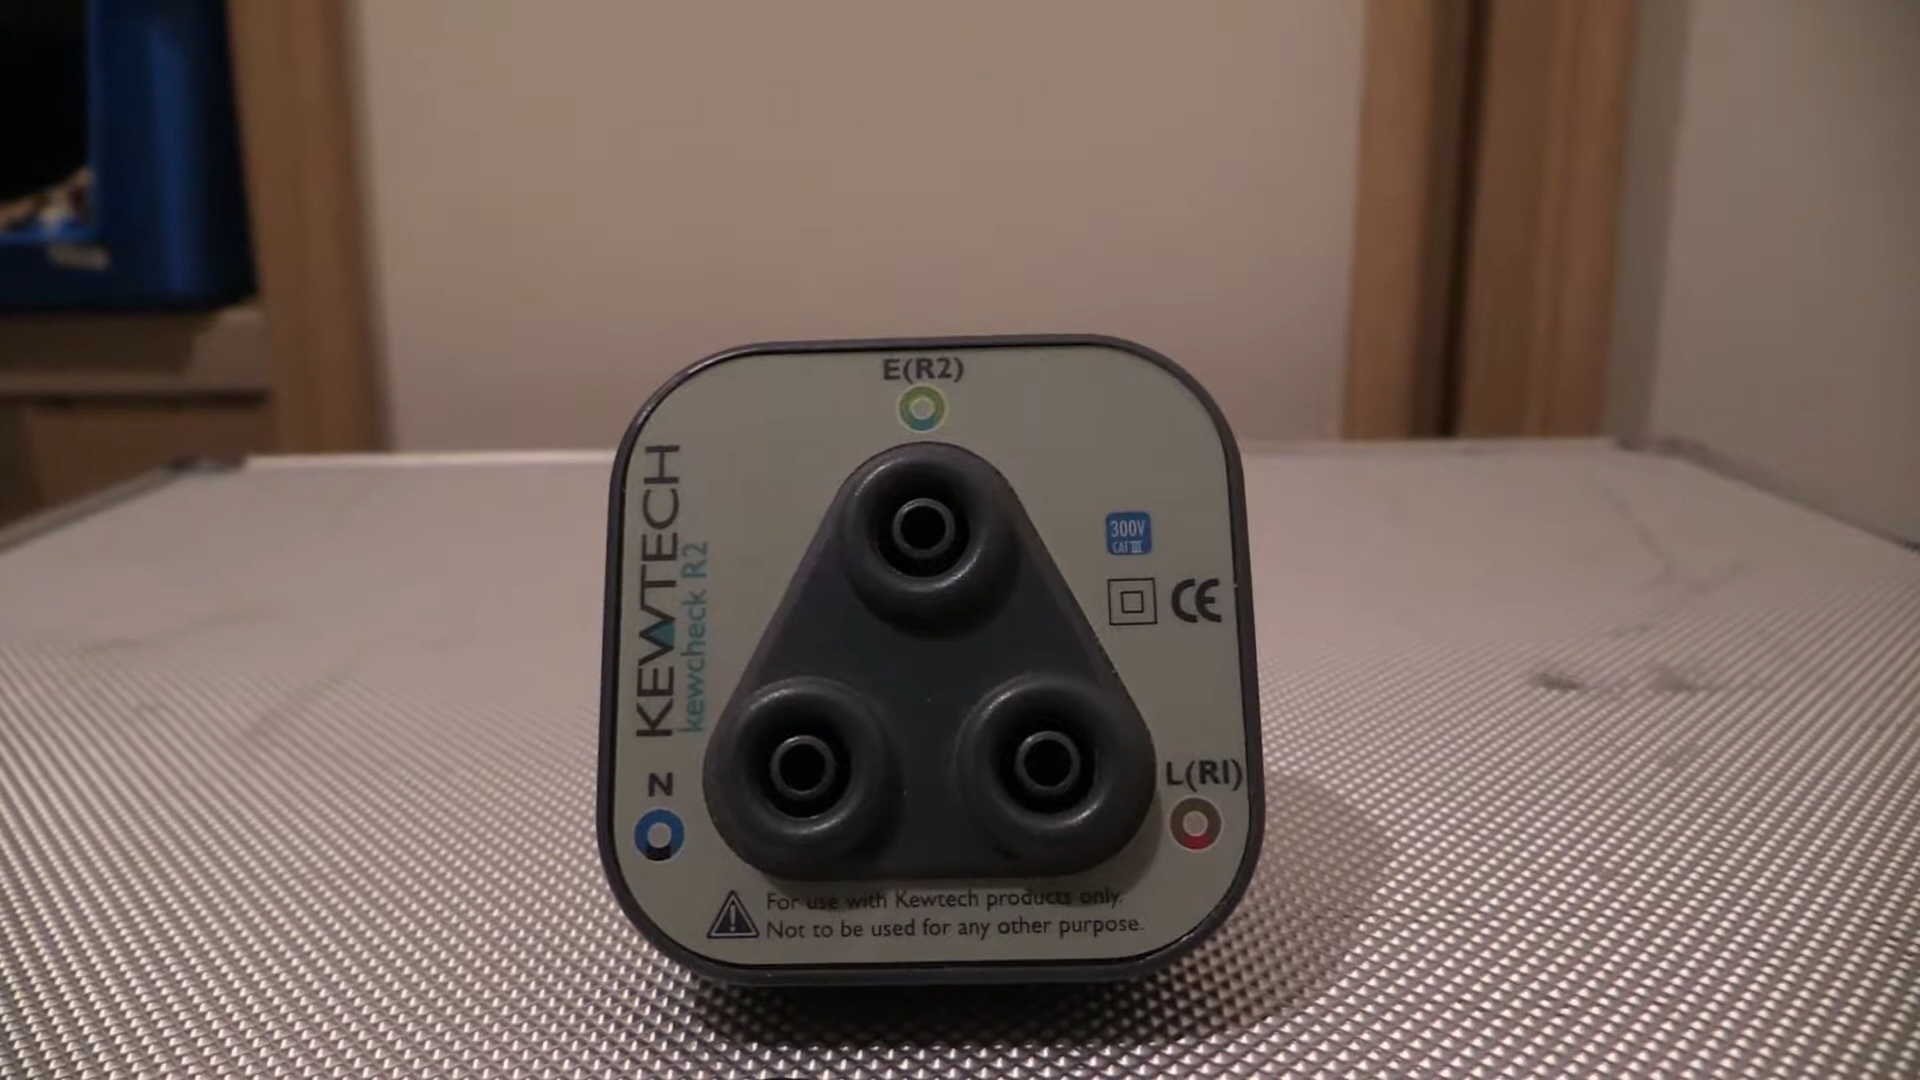 E(R2)
KEWTECH
kewcheck R2
300V
CAT III
CE
N
L(R1)
For use with Kewtech products only.
Not to be used for any other purpose.